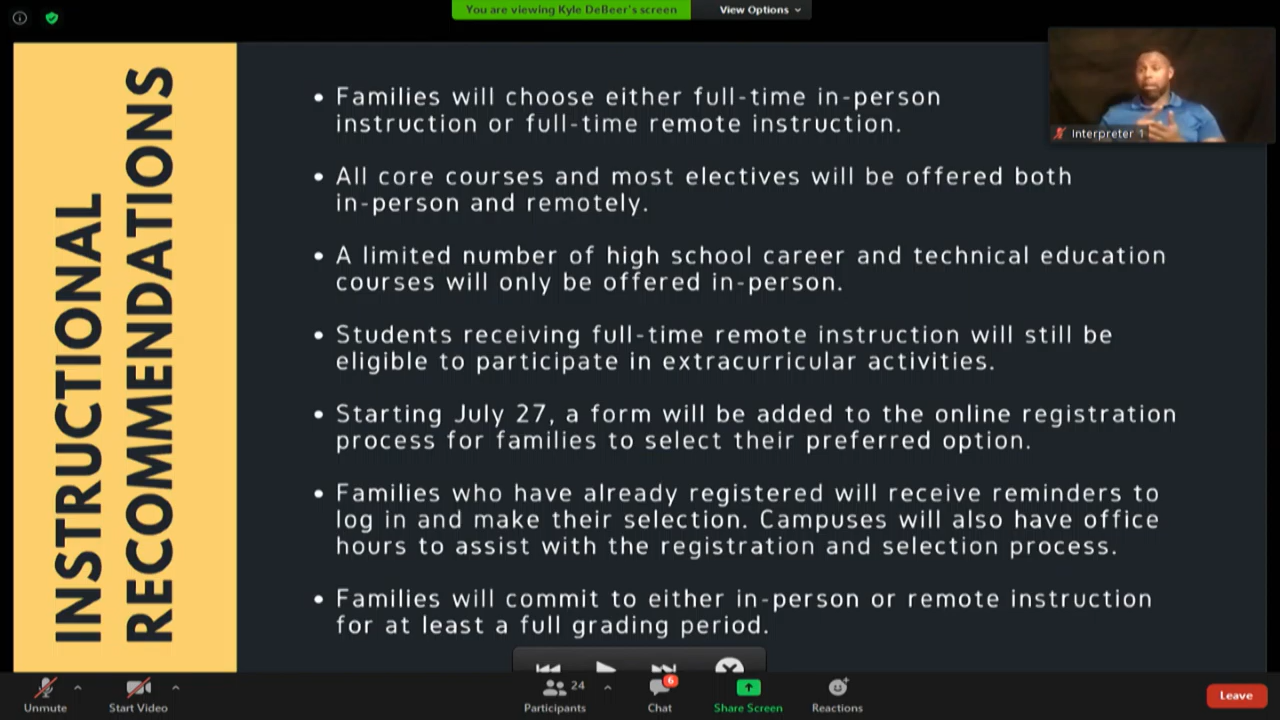 You are viewing Kyle DeBeer's screen
View Options
INSTRUCTIONAL
RECOMMENDATIONS
• Families will choose either full-time in-person
instruction or full-time remote instruction.
• All core courses and most electives will be offered both
in-person and remotely.
• A limited number of high school career and technical education
courses will only be offered in-person.
• Students receiving full-time remote instruction will still be
eligible to participate in extracurricular activities.
• Starting July 27, a form will be added to the online registration
process for families to select their preferred option.
• Families who have already registered will receive reminders to
log in and make their selection. Campuses will also have office
hours to assist with the registration and selection process.
• Families will commit to either in-person or remote instruction
for at least a full grading period.
Interpreter 1
Unmute
Start Video
24
Participants
6
Chat
Share Screen
Reactions
Leave